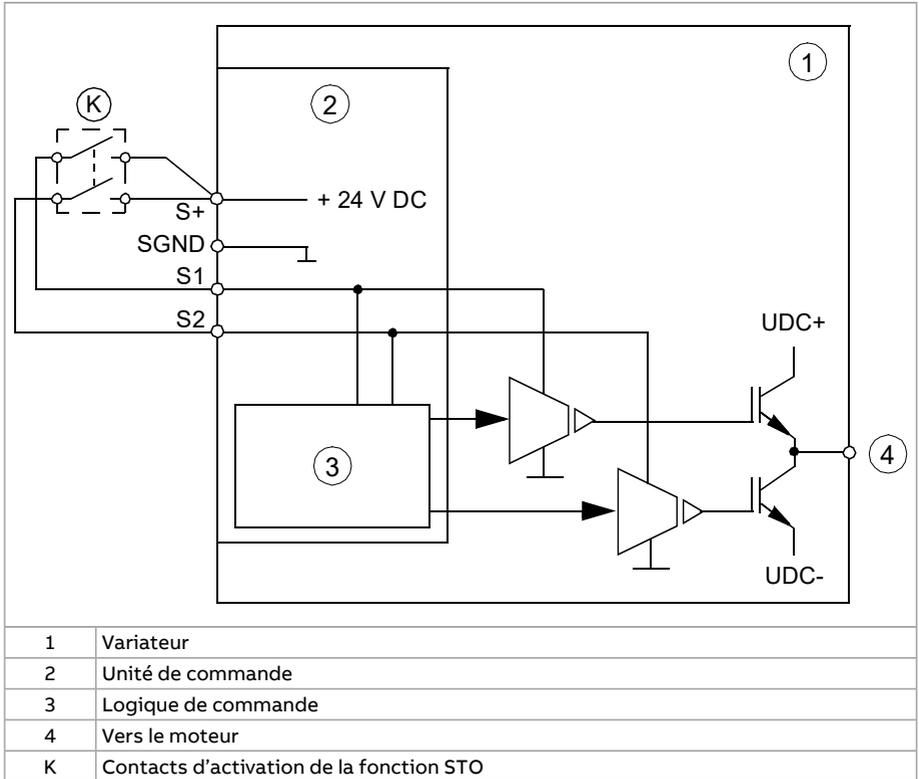 1
2
K
+ 24 V DC
S+
SGND
S1
S2
UDC+
3
4
UDC-
1 Variateur
2 Unité de commande
3 Logique de commande
4 Vers le moteur
K Contacts d’activation de la fonction STO